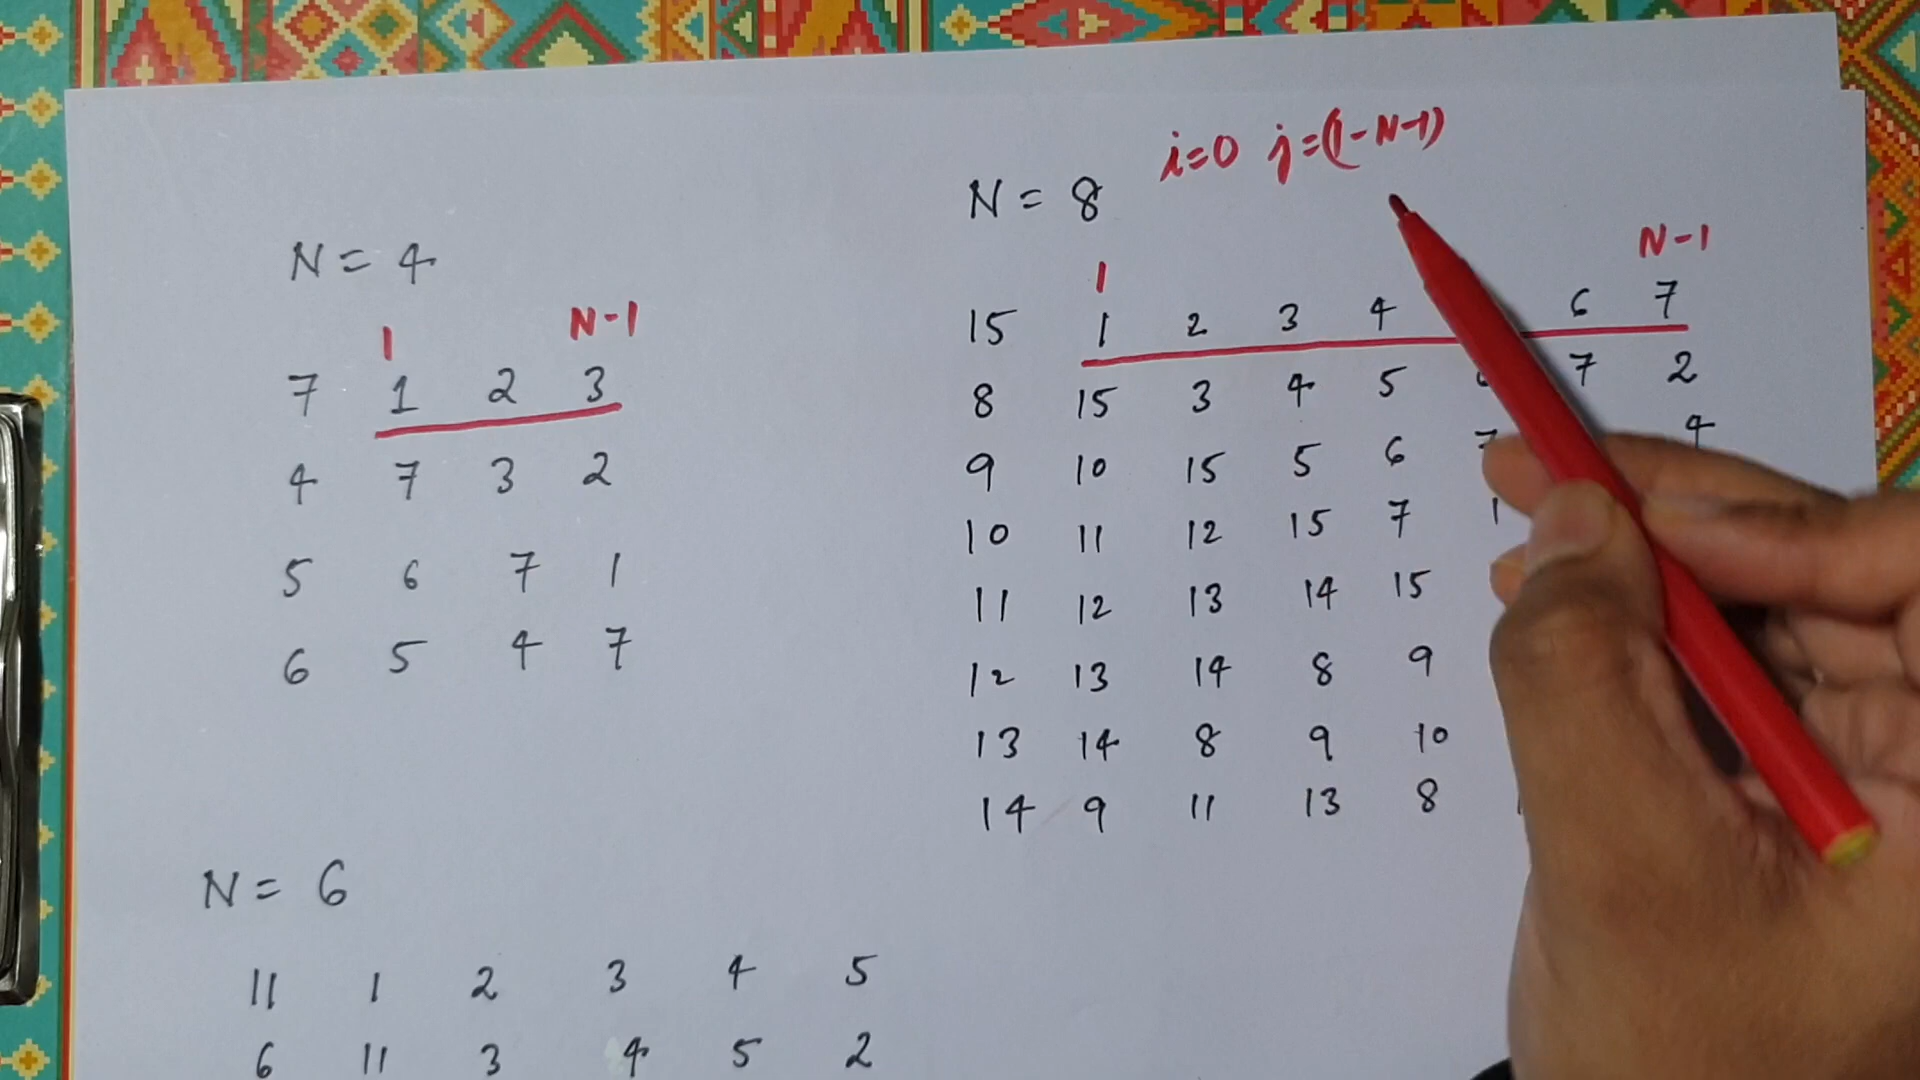 N = 4
1 N-1
7 1 2 3
4 7 3 2
5 6 7 1
6 5 4 7
N = 8 i=0 j=(1-N-1)
1 N-1
15 1 2 3 4 6 7
8 15 3 4 5 7 2
9 10 15 5 6 7 4
10 11 12 15 7 1
11 12 13 14 15
12 13 14 8 9
13 14 8 9 10
14 9 11 13 8
N = 6
11 1 2 3 4 5
6 11 3 4 5 2